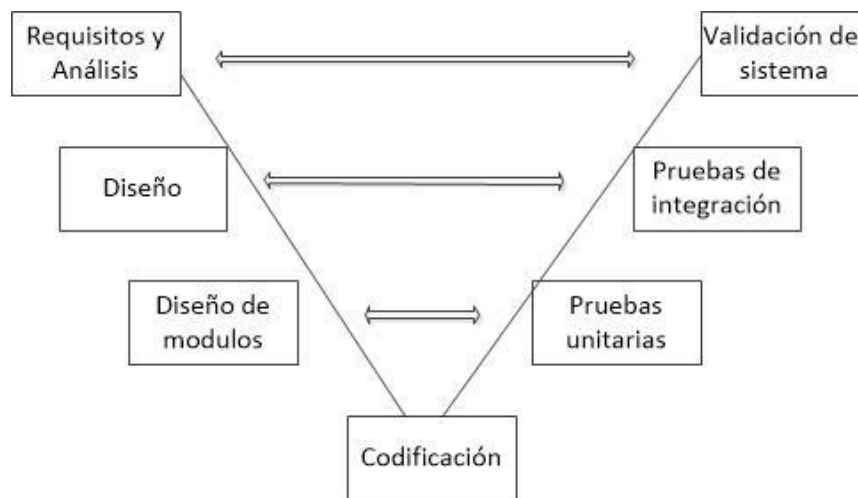 Requisitos y
Análisis
Validación de
sistema
Diseño
Pruebas de
integración
Diseño de
modulos
Pruebas
unitarias
Codificación